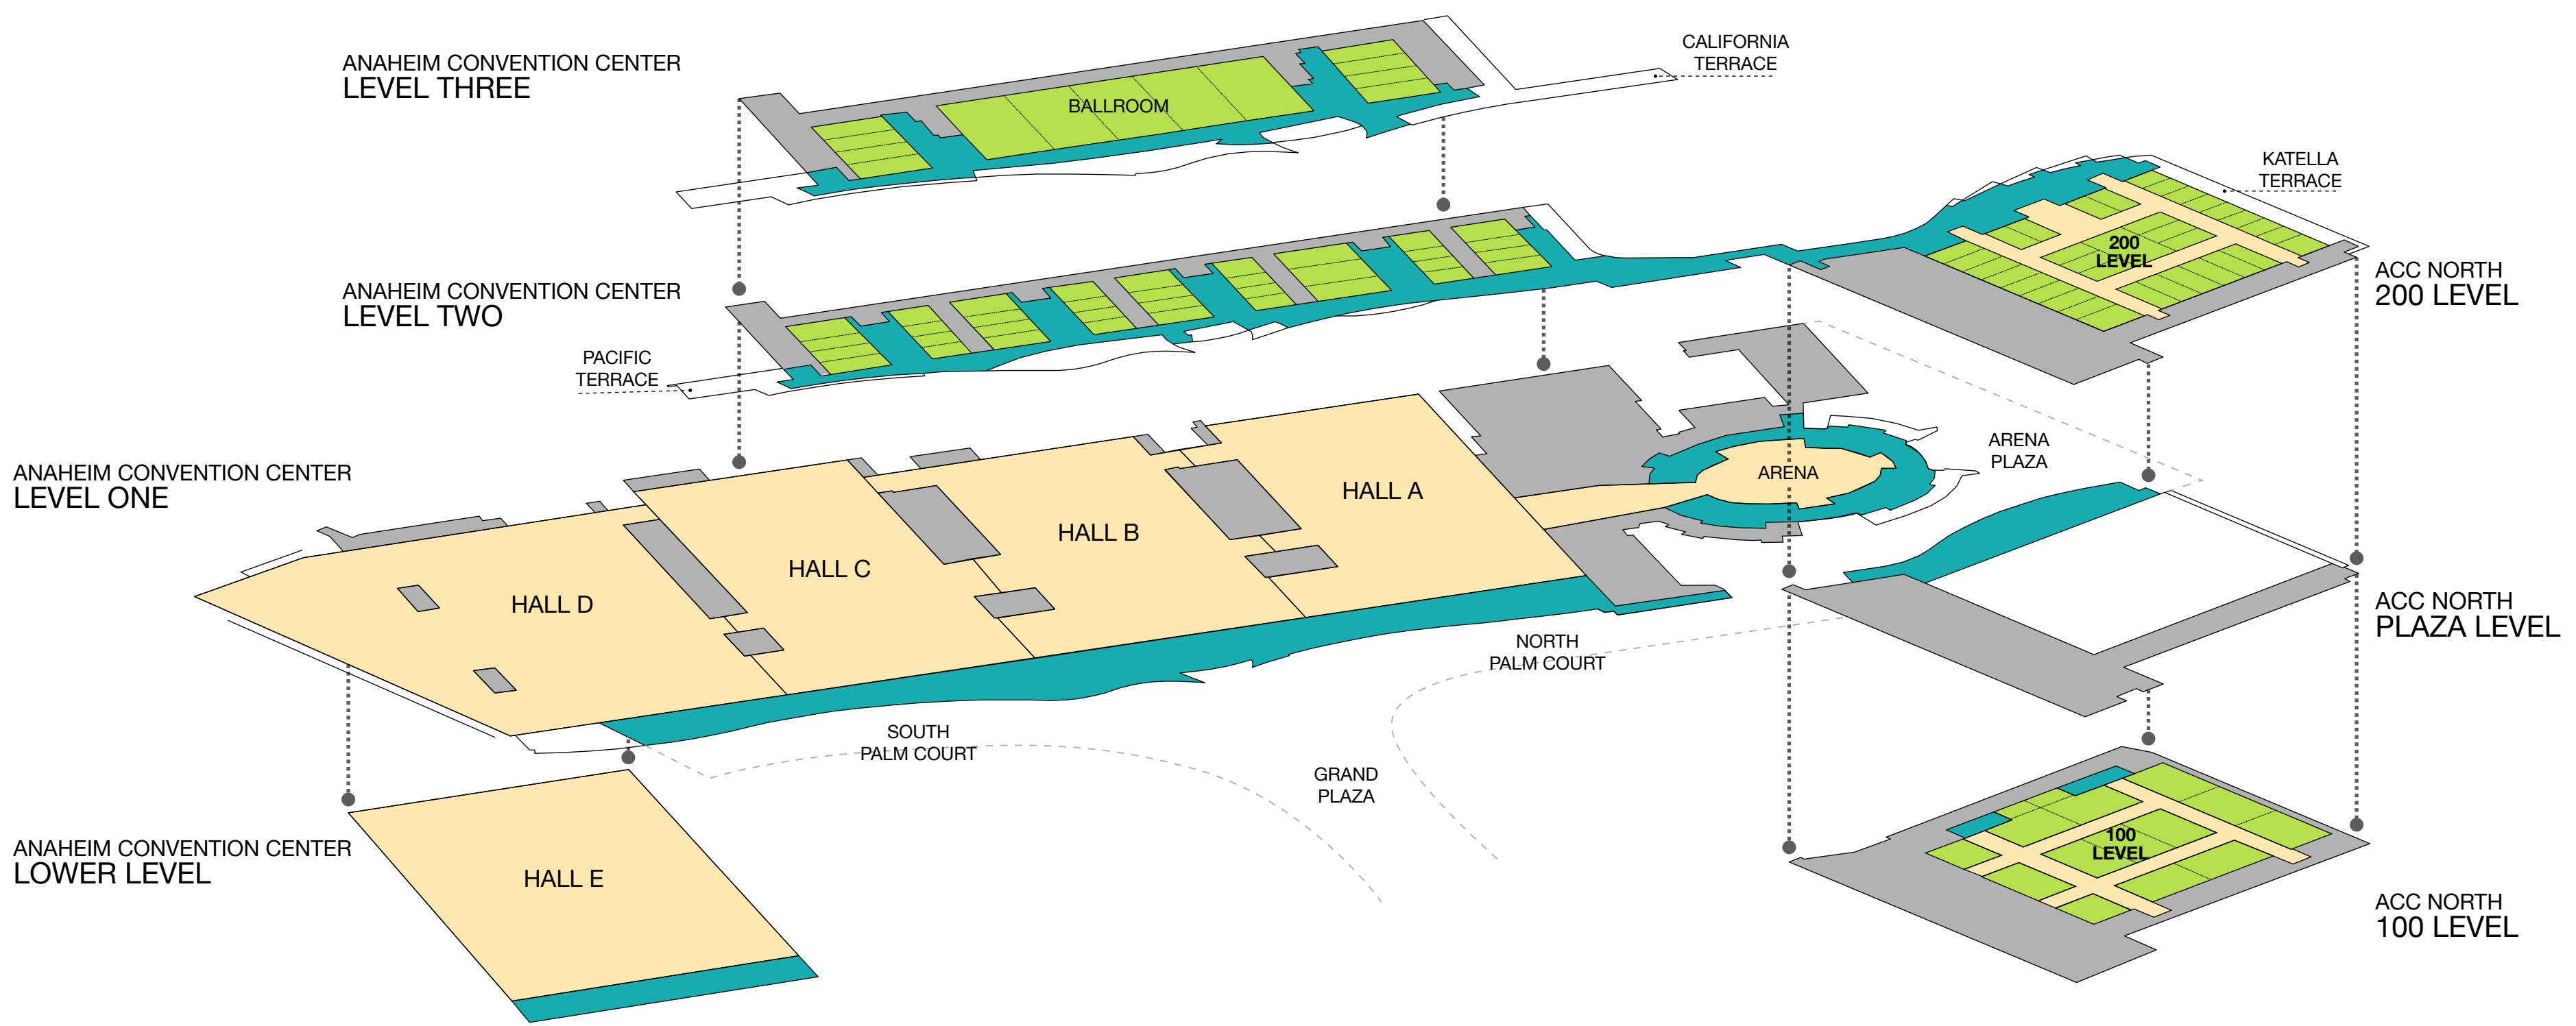 CALIFORNIA
TERRACE
ANAHEIM CONVENTION CENTER
LEVEL THREE
BALLROOM
KATELLA
TERRACE
200
LEVEL
ACC NORTH
200 LEVEL
ANAHEIM CONVENTION CENTER
LEVEL TWO
PACIFIC
TERRACE
ARENA
PLAZA
ARENA
ANAHEIM CONVENTION CENTER
LEVEL ONE
HALL A
HALL B
HALL C
HALL D
ACC NORTH
PLAZA LEVEL
NORTH
PALM COURT
SOUTH
PALM COURT
GRAND
PLAZA
ANAHEIM CONVENTION CENTER
LOWER LEVEL
HALL E
100
LEVEL
ACC NORTH
100 LEVEL